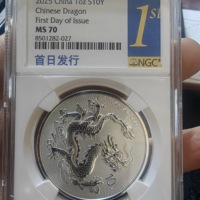 2025 China 1oz S10Y
Chinese Dragon
First Day of Issue
MS 70
8501282-027
首日发行
1st
NGC